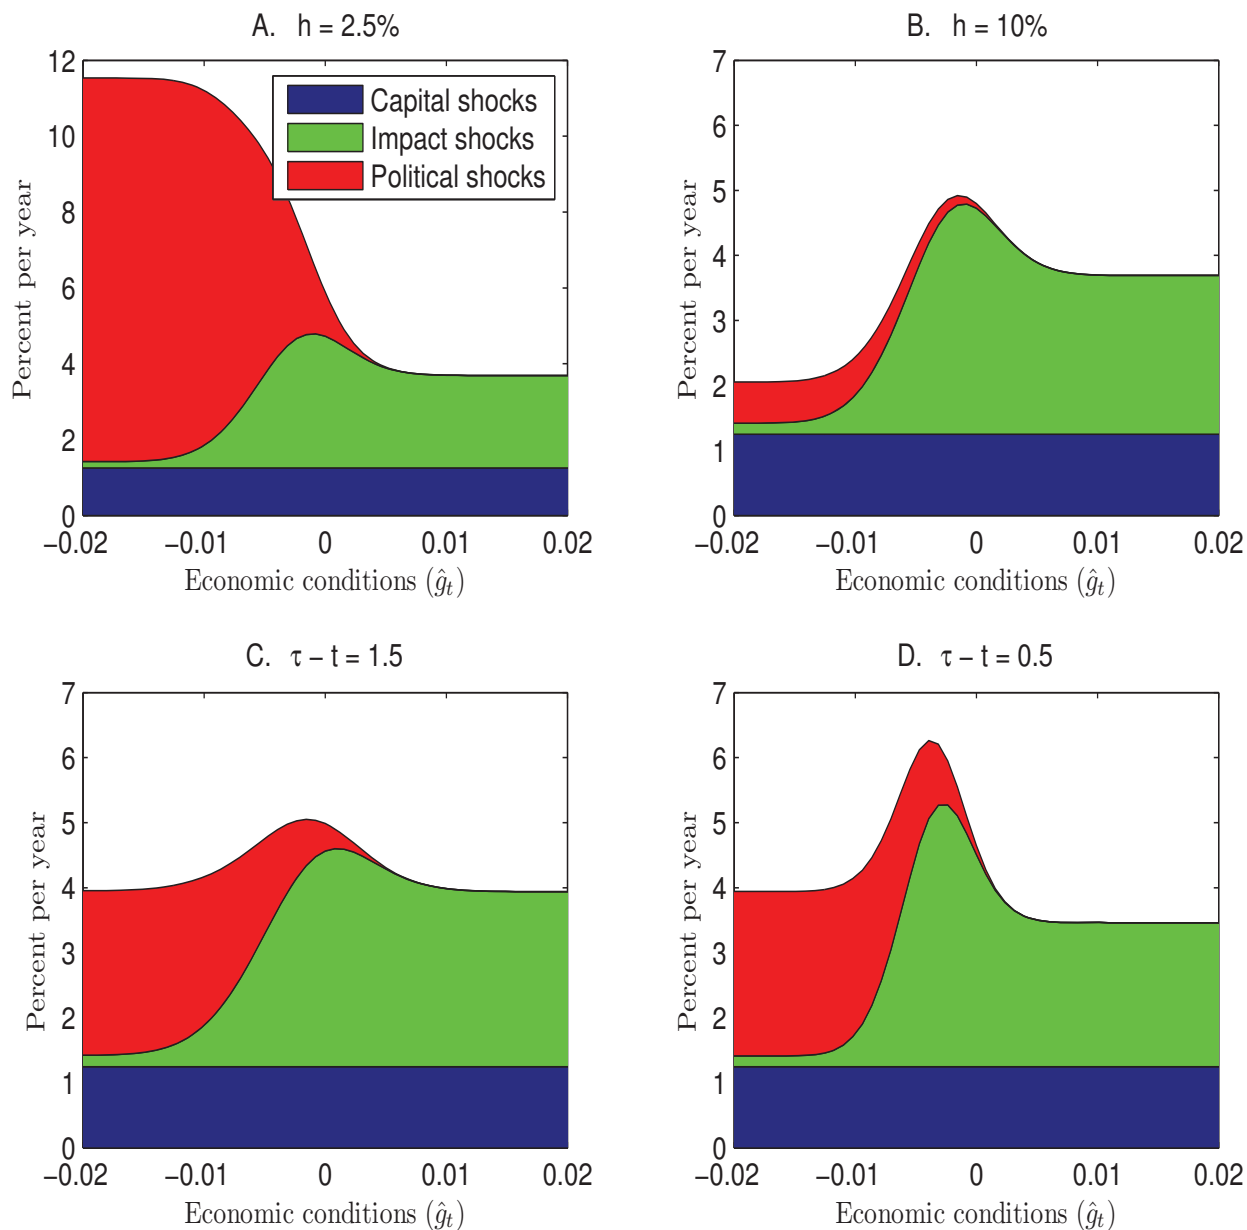 A. h = 2.5%
12
10
8
6
4
2
0
Percent per year
Capital shocks
Impact shocks
Political shocks
−0.02 −0.01 0 0.01 0.02
Economic conditions (ĝt)
B. h = 10%
7
6
5
4
3
2
1
0
Percent per year
−0.02 −0.01 0 0.01 0.02
Economic conditions (ĝt)
C. τ − t = 1.5
7
6
5
4
3
2
1
0
Percent per year
−0.02 −0.01 0 0.01 0.02
Economic conditions (ĝt)
D. τ − t = 0.5
7
6
5
4
3
2
1
0
Percent per year
−0.02 −0.01 0 0.01 0.02
Economic conditions (ĝt)